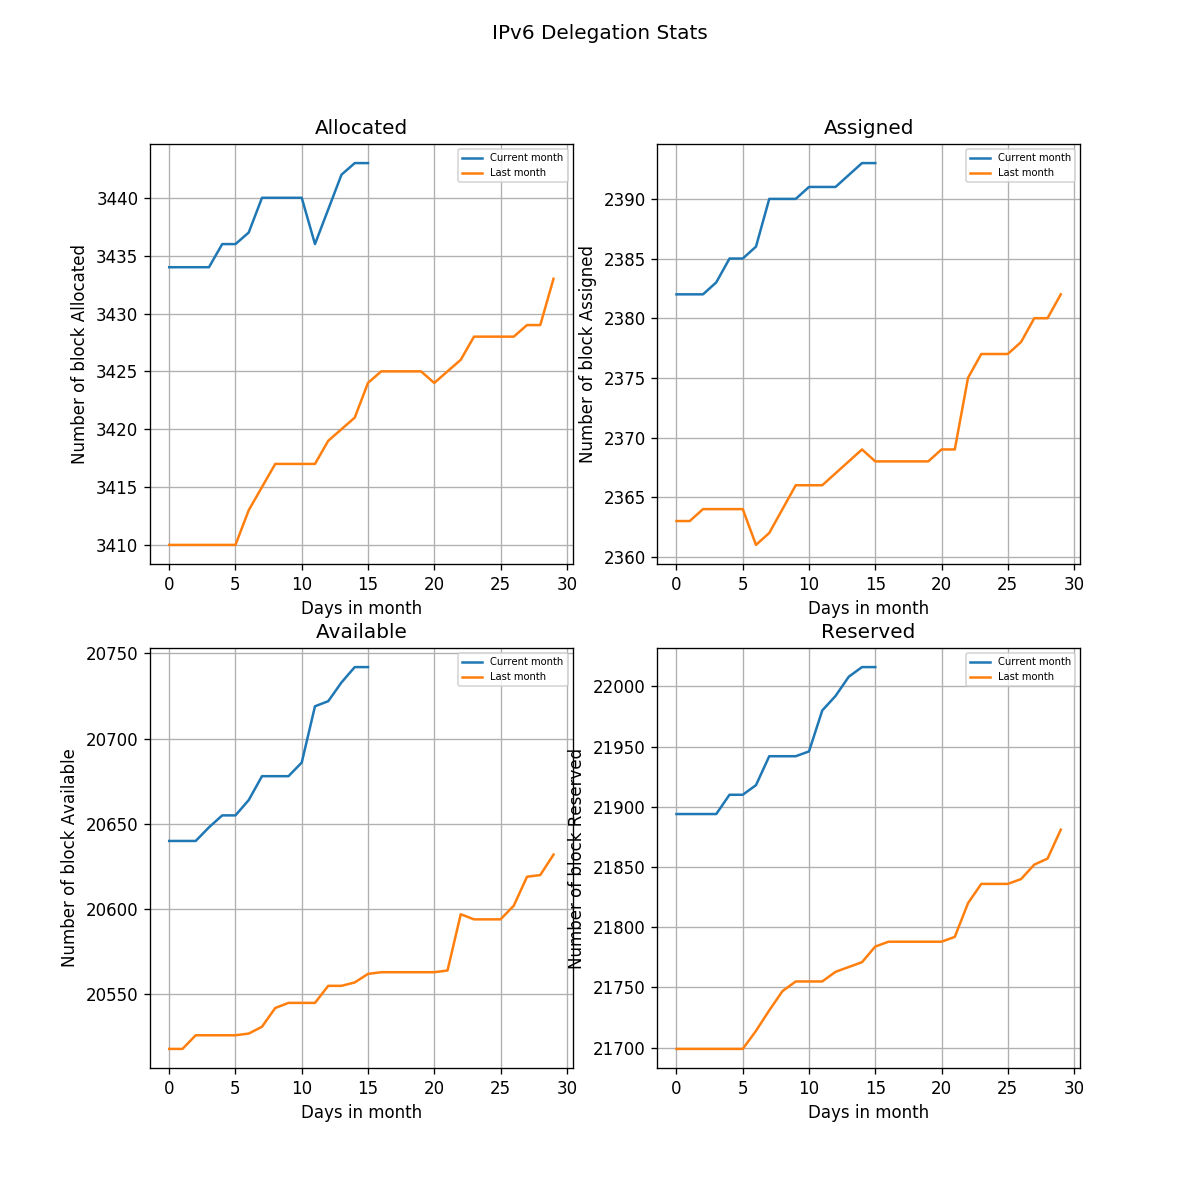 IPv6 Delegation Stats
Allocated
Number of block Allocated
3440
3435
3430
3425
3420
3415
3410
Current month
Last month
0 5 10 15 20 25 30
Days in month
Assigned
Number of block Assigned
2390
2385
2380
2375
2370
2365
2360
Current month
Last month
0 5 10 15 20 25 30
Days in month
Available
Number of block Available
20750
20700
20650
20600
20550
Current month
Last month
0 5 10 15 20 25 30
Days in month
Reserved
Number of block Reserved
22000
21950
21900
21850
21800
21750
21700
Current month
Last month
0 5 10 15 20 25 30
Days in month